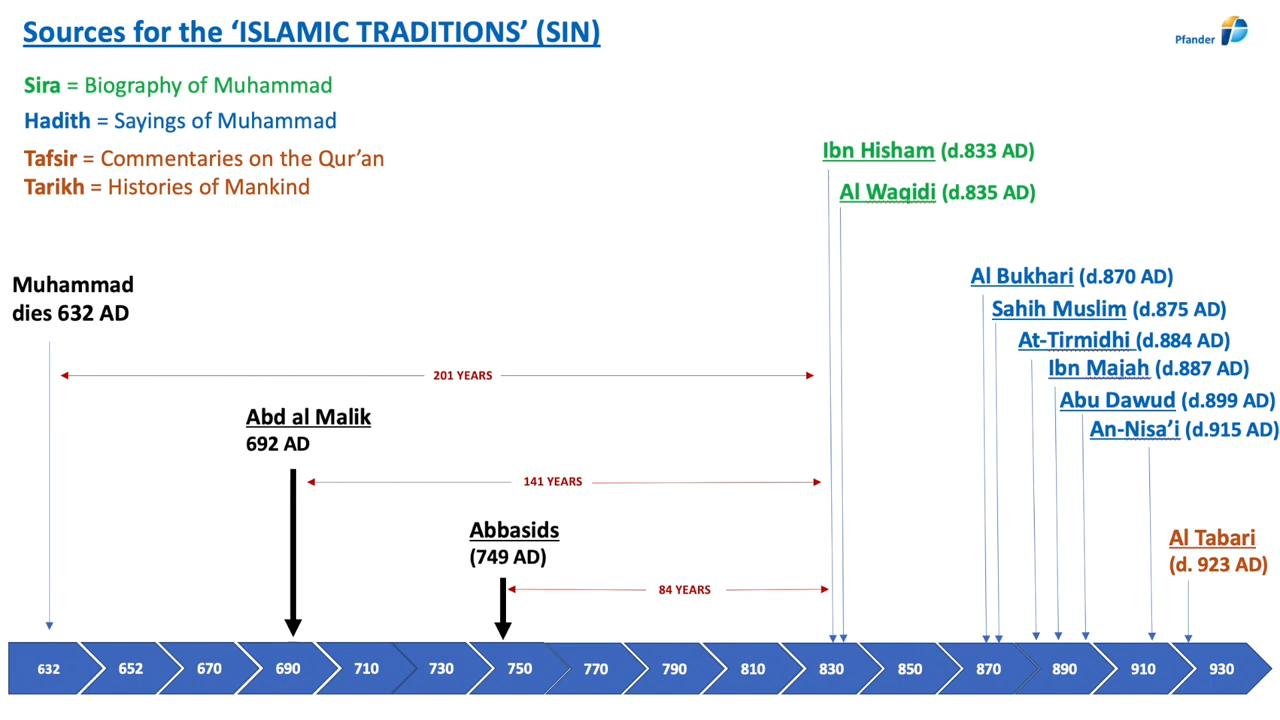 Sources for the ‘ISLAMIC TRADITIONS’ (SIN)
Pfander
Sira = Biography of Muhammad
Hadith = Sayings of Muhammad
Tafsir = Commentaries on the Qur’an
Tarikh = Histories of Mankind
Ibn Hisham (d.833 AD)
Al Waqidi (d.835 AD)
Muhammad
dies 632 AD
Al Bukhari (d.870 AD)
Sahih Muslim (d.875 AD)
At-Tirmidhi (d.884 AD)
Ibn Majah (d.887 AD)
Abu Dawud (d.899 AD)
An-Nisa’i (d.915 AD)
201 YEARS
Abd al Malik
692 AD
141 YEARS
Abbasids
(749 AD)
84 YEARS
Al Tabari
(d. 923 AD)
632 652 670 690 710 730 750 770 790 810 830 850 870 890 910 930